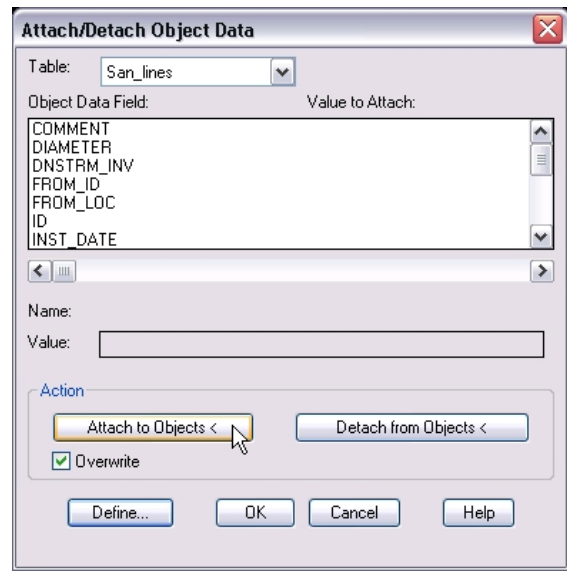 Attach/Detach Object Data
Table: San_lines
Object Data Field: Value to Attach:
COMMENT
DIAMETER
DNSTRM_INV
FROM_ID
FROM_LOC
ID
INST_DATE
Name:
Value:
Action
Attach to Objects < Detach from Objects <
Overwrite
Define... OK Cancel Help